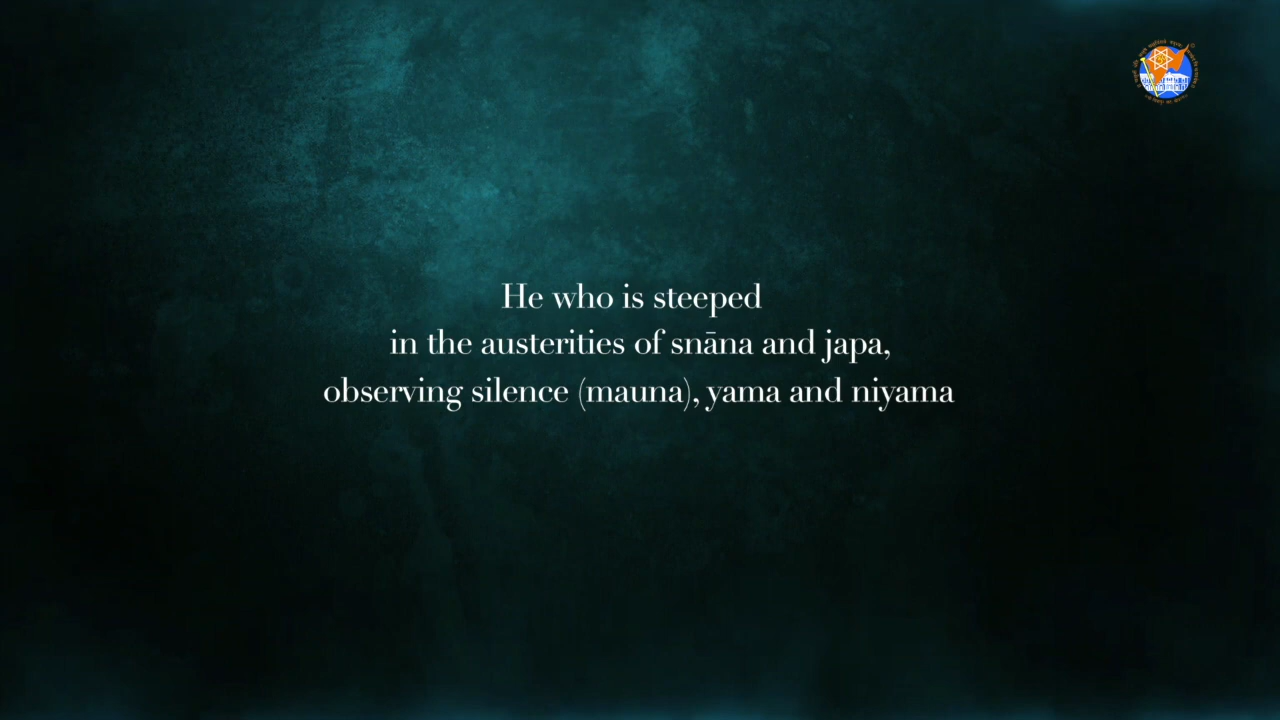 He who is steeped
in the austerities of snāna and japa,
observing silence (mauna), yama and niyama